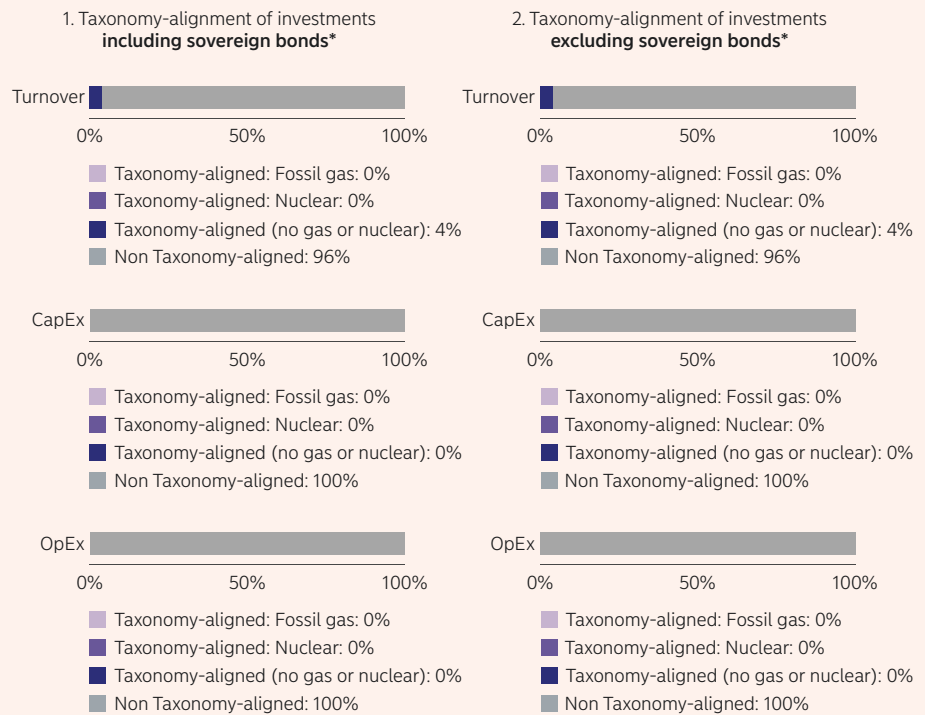 1. Taxonomy-alignment of investments
including sovereign bonds*
Turnover
0% 50% 100%
Taxonomy-aligned: Fossil gas: 0%
Taxonomy-aligned: Nuclear: 0%
Taxonomy-aligned (no gas or nuclear): 4%
Non Taxonomy-aligned: 96%
CapEx
0% 50% 100%
Taxonomy-aligned: Fossil gas: 0%
Taxonomy-aligned: Nuclear: 0%
Taxonomy-aligned (no gas or nuclear): 0%
Non Taxonomy-aligned: 100%
OpEx
0% 50% 100%
Taxonomy-aligned: Fossil gas: 0%
Taxonomy-aligned: Nuclear: 0%
Taxonomy-aligned (no gas or nuclear): 0%
Non Taxonomy-aligned: 100%
2. Taxonomy-alignment of investments
excluding sovereign bonds*
Turnover
0% 50% 100%
Taxonomy-aligned: Fossil gas: 0%
Taxonomy-aligned: Nuclear: 0%
Taxonomy-aligned (no gas or nuclear): 4%
Non Taxonomy-aligned: 96%
CapEx
0% 50% 100%
Taxonomy-aligned: Fossil gas: 0%
Taxonomy-aligned: Nuclear: 0%
Taxonomy-aligned (no gas or nuclear): 0%
Non Taxonomy-aligned: 100%
OpEx
0% 50% 100%
Taxonomy-aligned: Fossil gas: 0%
Taxonomy-aligned: Nuclear: 0%
Taxonomy-aligned (no gas or nuclear): 0%
Non Taxonomy-aligned: 100%